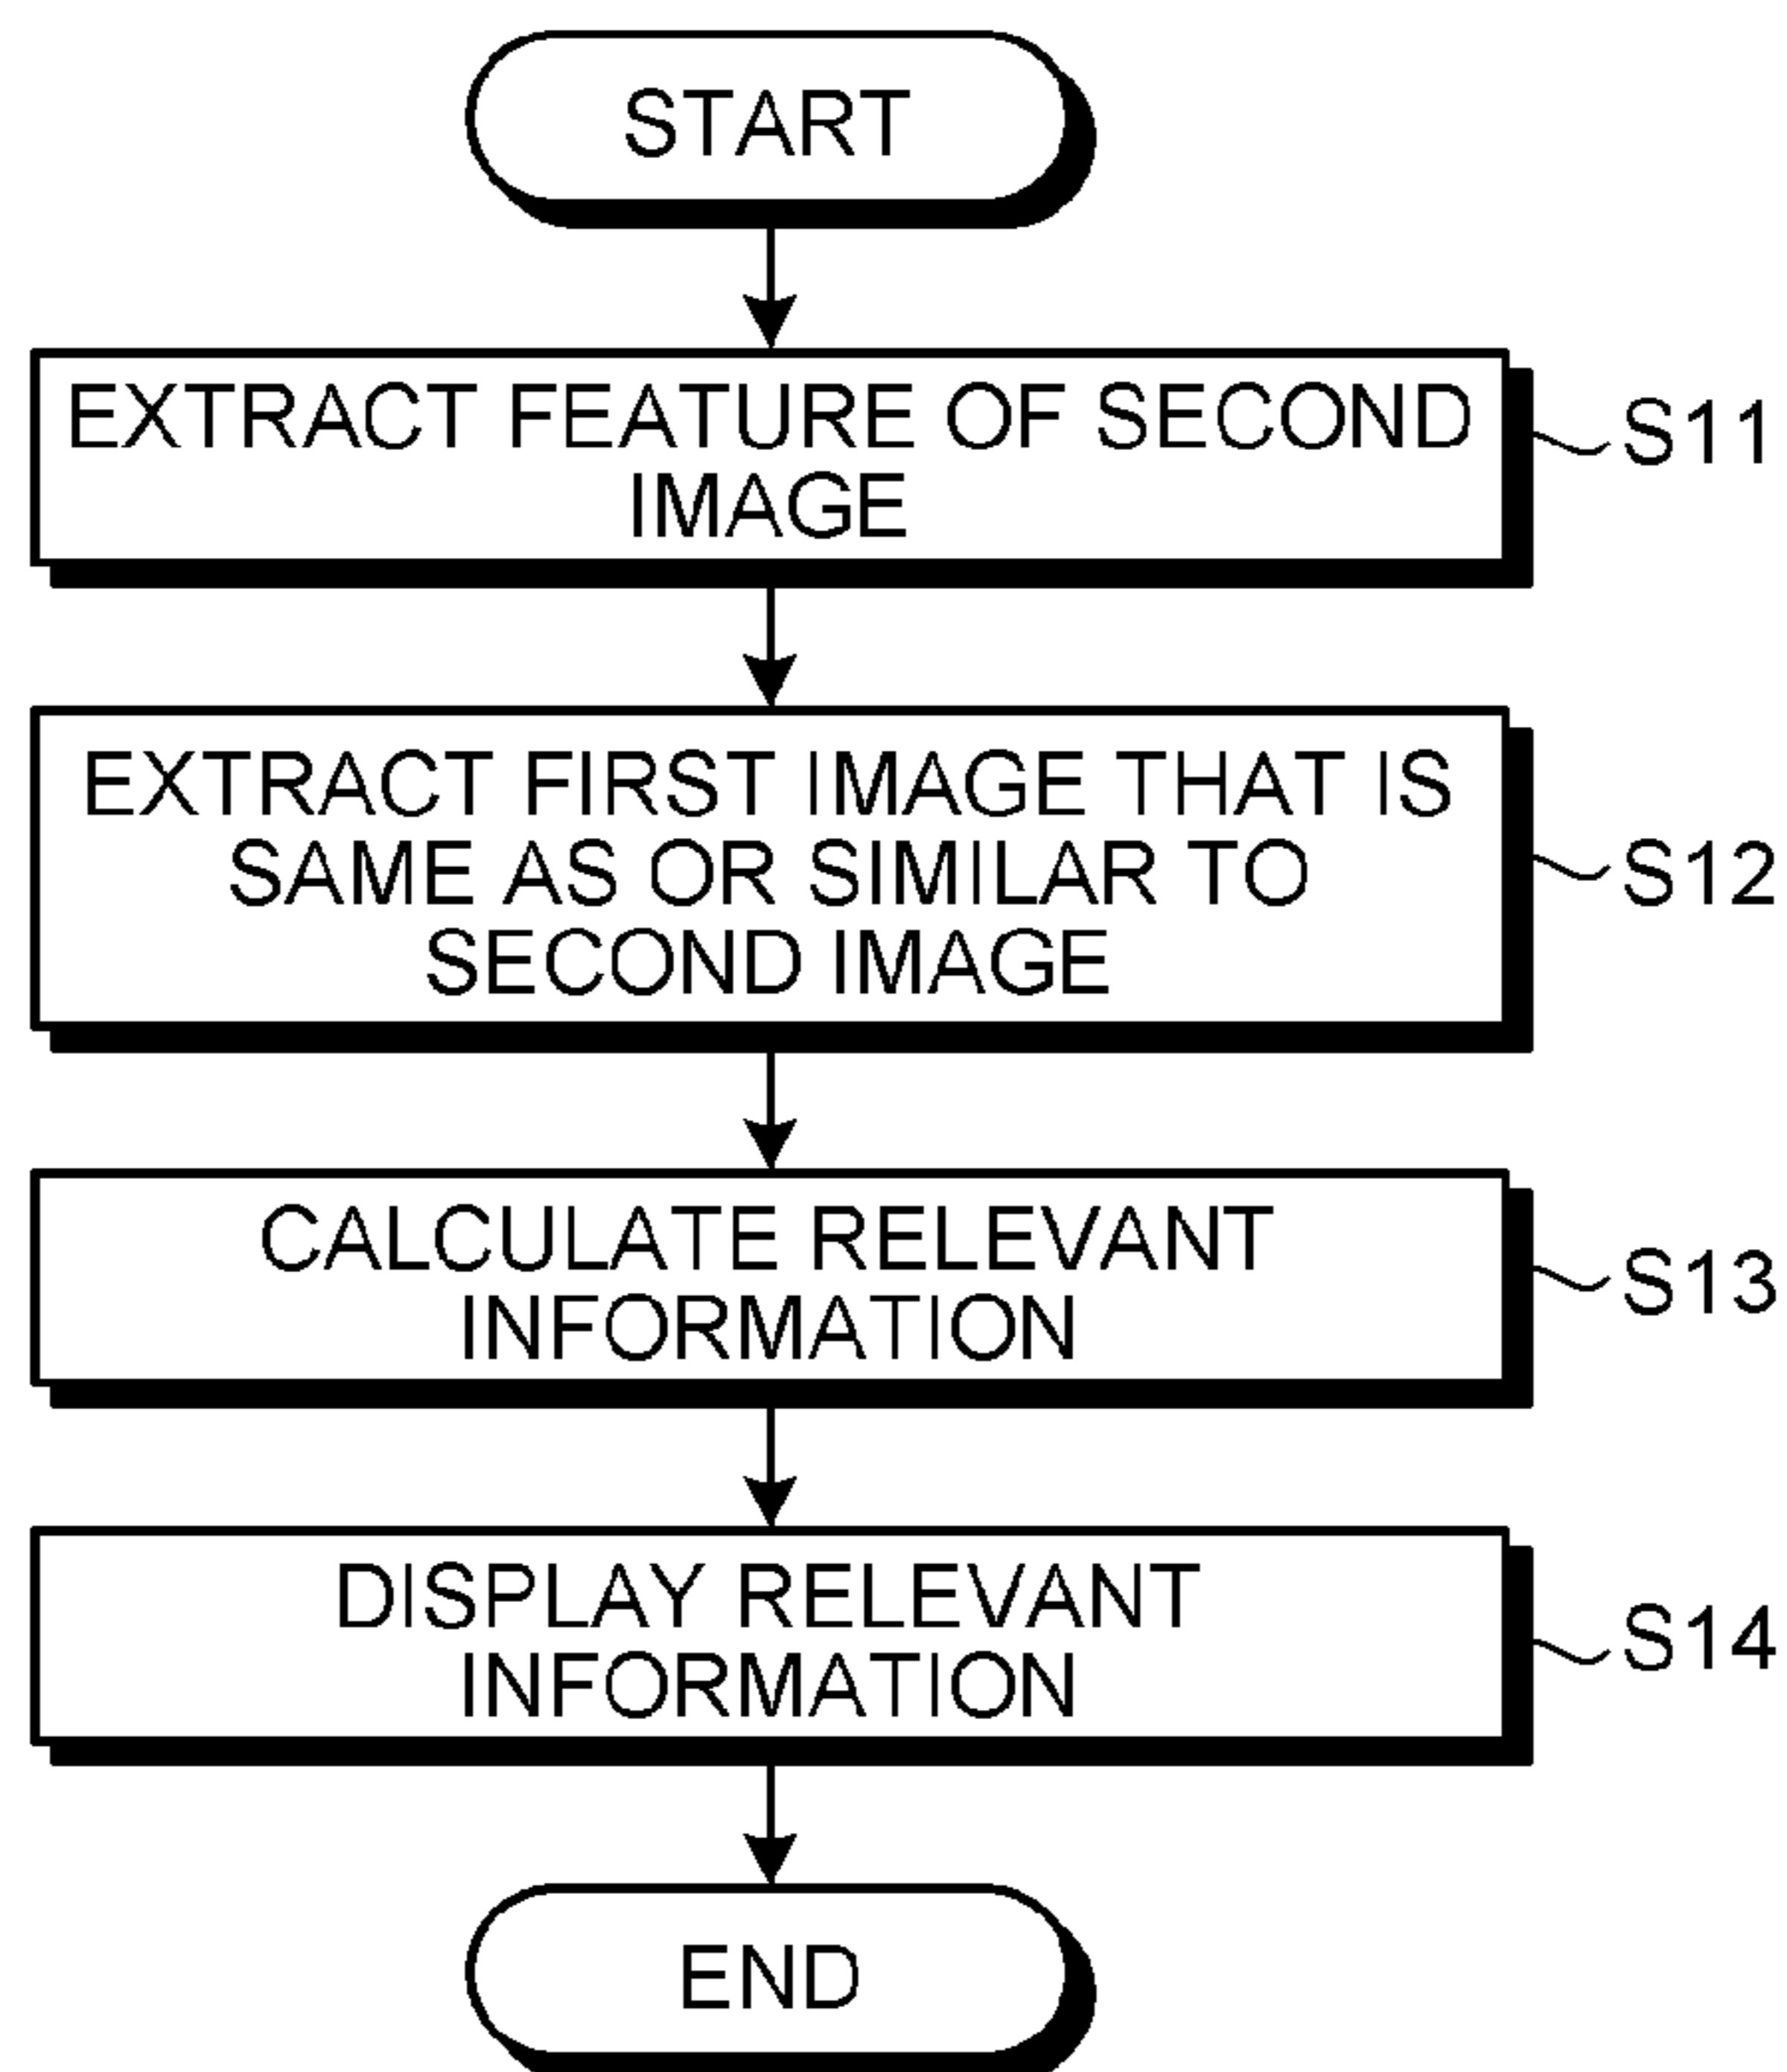 START
EXTRACT FEATURE OF SECOND
IMAGE
S11
EXTRACT FIRST IMAGE THAT IS
SAME AS OR SIMILAR TO
SECOND IMAGE
S12
CALCULATE RELEVANT
INFORMATION
S13
DISPLAY RELEVANT
INFORMATION
S14
END